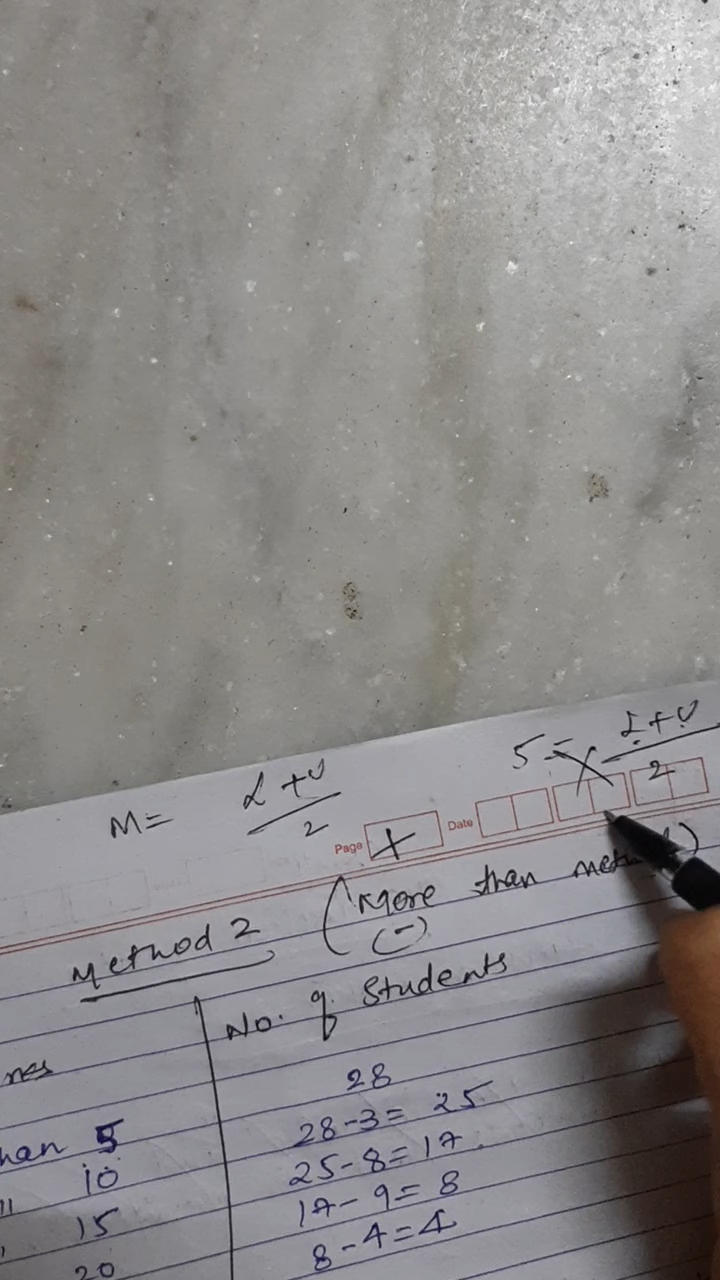 M= L+U/2
5= L+U/2
Page X Date
Method 2 (More than method)
(-)
No. of Students
28
han 5 28-3= 25
" 10 25-8=17
" 15 17-9=8
20 8-4=4